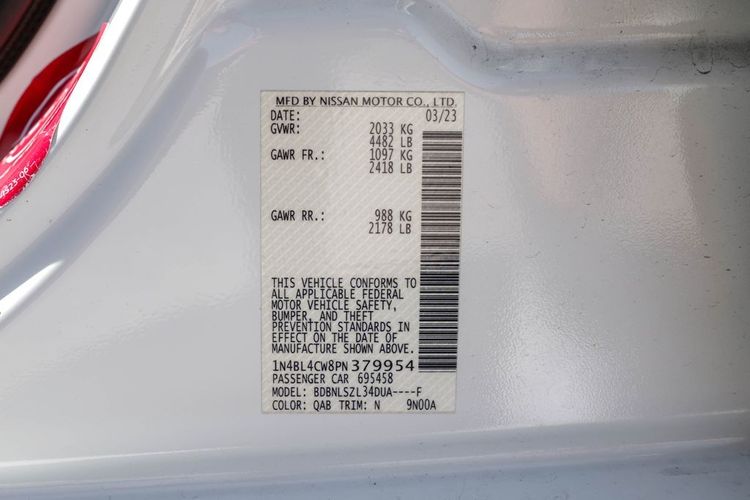 MFD BY NISSAN MOTOR CO., LTD.
DATE: 03/23
GVWR: 2033 KG
4482 LB
GAWR FR.: 1097 KG
2418 LB
GAWR RR.: 988 KG
2178 LB
THIS VEHICLE CONFORMS TO
ALL APPLICABLE FEDERAL
MOTOR VEHICLE SAFETY,
BUMPER, AND THEFT
PREVENTION STANDARDS IN
EFFECT ON THE DATE OF
MANUFACTURE SHOWN ABOVE.
1N4BL4CW8PN 379954
PASSENGER CAR 695458
MODEL: BDBNLSZL34DUA----F
COLOR: QAB TRIM: N 9N00A